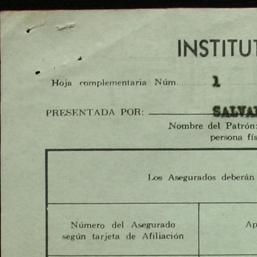 INSTITUT
Hoja complementaria Núm. 1
PRESENTADA POR: SALVA
Nombre del Patrón:
persona fís
Los Asegurados deberán
Número del Asegurado
según tarjeta de Afiliación
Ap